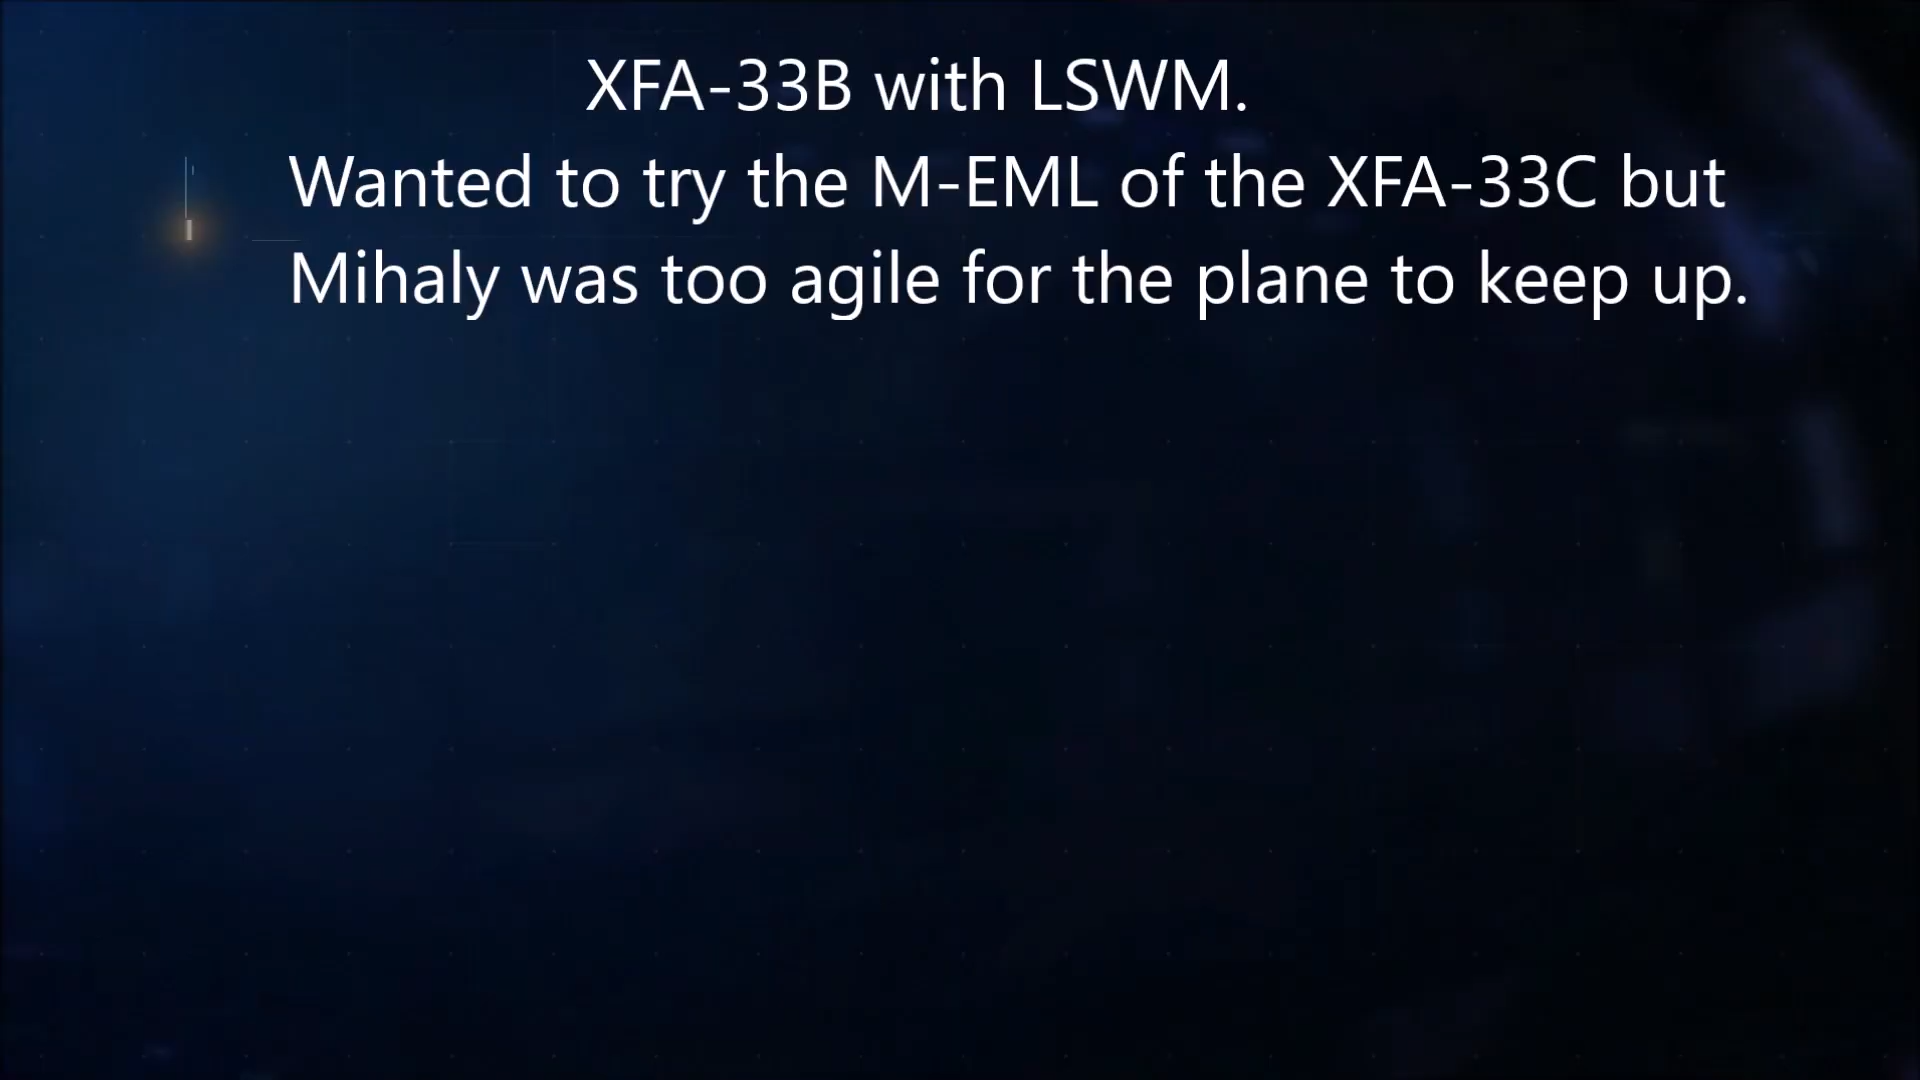 XFA-33B with LSWM.
Wanted to try the M-EML of the XFA-33C but
Mihaly was too agile for the plane to keep up.